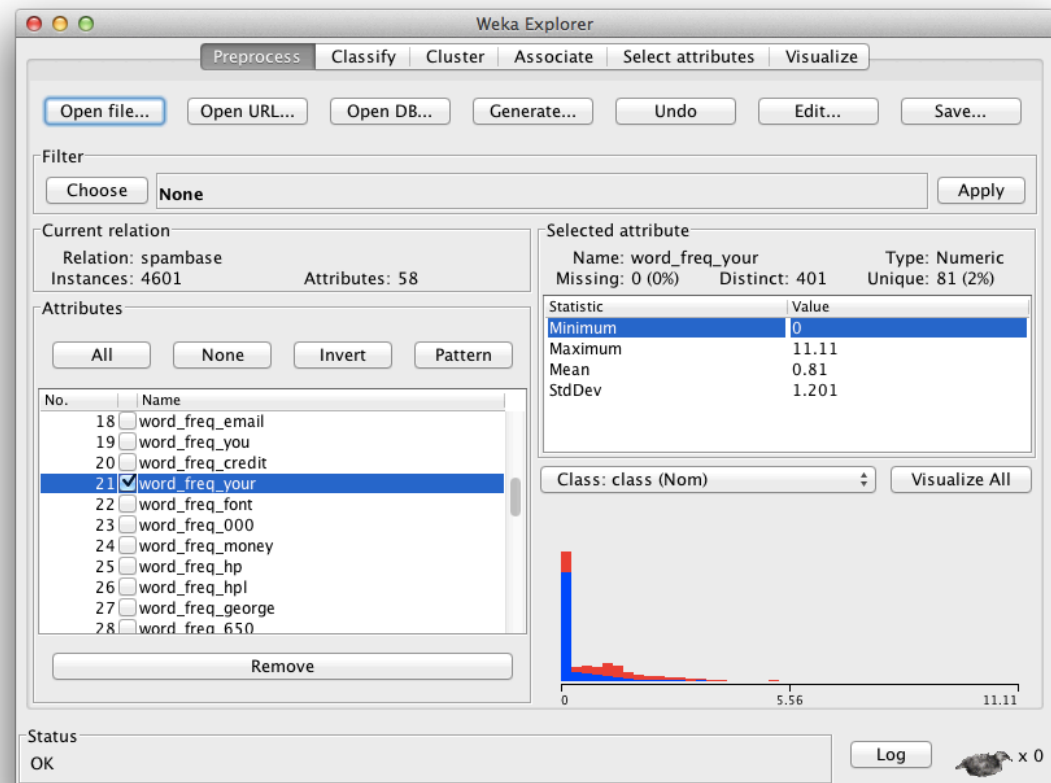 Weka Explorer
Preprocess Classify Cluster Associate Select attributes Visualize
Open file... Open URL... Open DB... Generate... Undo Edit... Save...
Filter
Choose None Apply
Current relation
Relation: spambase
Instances: 4601 Attributes: 58
Attributes
All None Invert Pattern
No. Name
18 word_freq_email
19 word_freq_you
20 word_freq_credit
21 word_freq_your
22 word_freq_font
23 word_freq_000
24 word_freq_money
25 word_freq_hp
26 word_freq_hpl
27 word_freq_george
28 word_freq_650
Remove
Selected attribute
Name: word_freq_your Type: Numeric
Missing: 0 (0%) Distinct: 401 Unique: 81 (2%)
Statistic Value
Minimum 0
Maximum 11.11
Mean 0.81
StdDev 1.201
Class: class (Nom) Visualize All
0 5.56 11.11
Status
OK
Log x 0